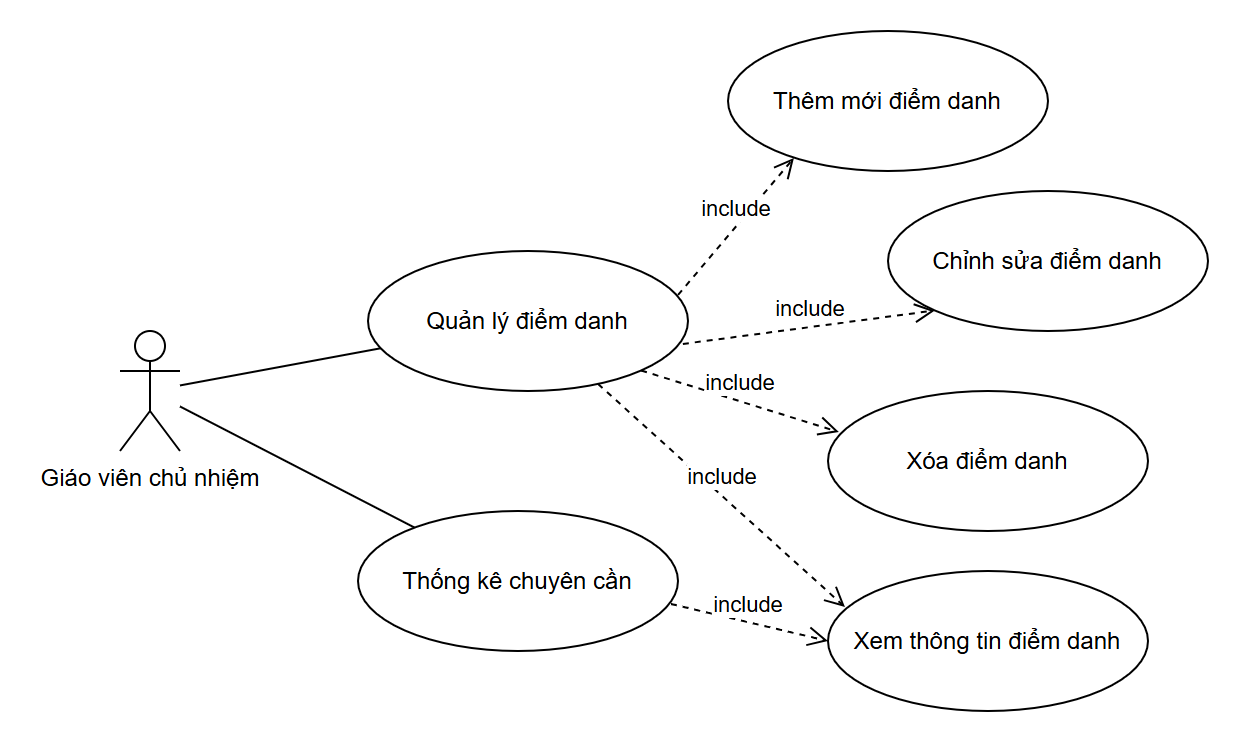 Thêm mới điểm danh
include
Chỉnh sửa điểm danh
include
Quản lý điểm danh
include
Xóa điểm danh
Giáo viên chủ nhiệm
include
Thống kê chuyên cần
include
Xem thông tin điểm danh